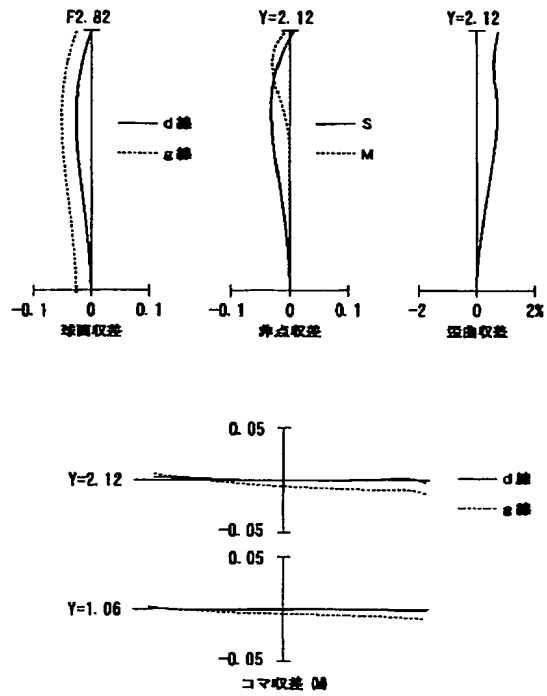 F2.82 Y=2.12 Y=2.12
d線 S
g線 M
-0.1 0 0.1 -0.1 0 0.1 -2 0 2%
球面収差 非点収差 歪曲収差
0.05
Y=2.12 d線
g線
-0.05
0.05
Y=1.06
-0.05
コマ収差 (M)